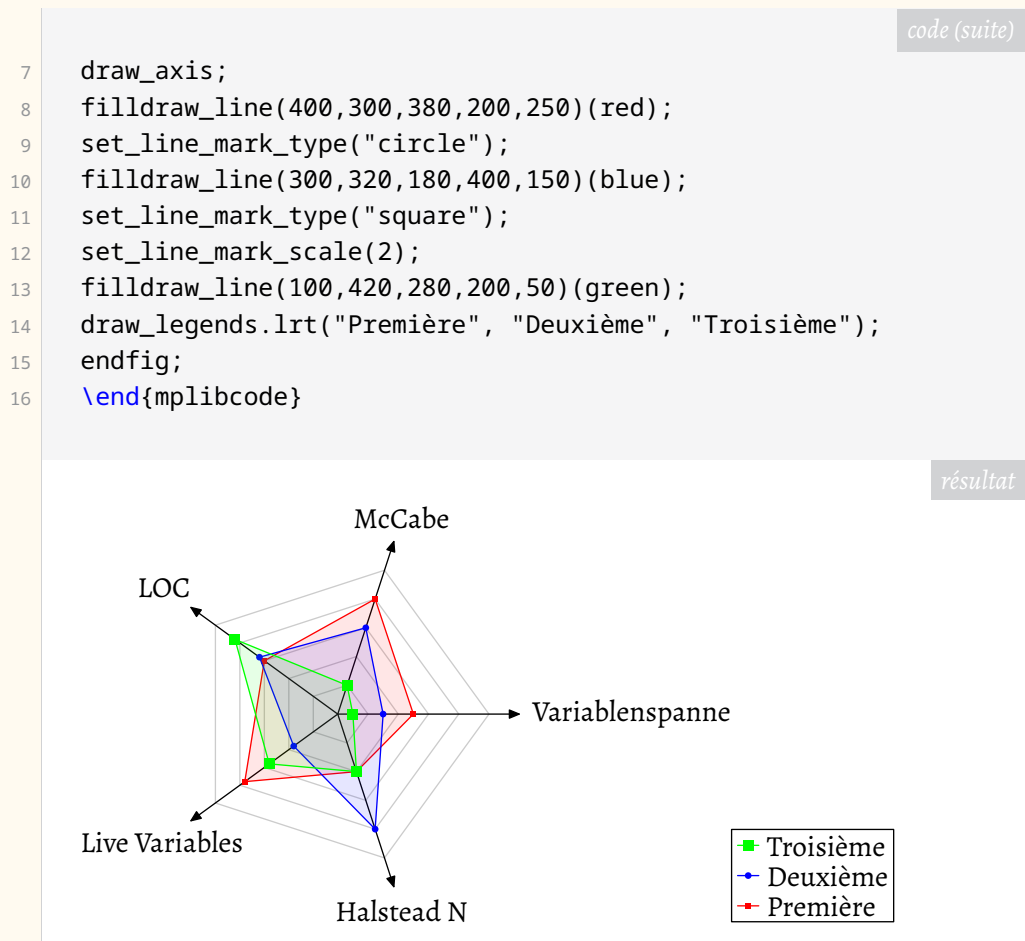 code (suite)
7 draw_axis;
8 filldraw_line(400,300,380,200,250)(red);
9 set_line_mark_type("circle");
10 filldraw_line(300,320,180,400,150)(blue);
11 set_line_mark_type("square");
12 set_line_mark_scale(2);
13 filldraw_line(100,420,280,200,50)(green);
14 draw_legends.lrt("Première", "Deuxième", "Troisième");
15 endfig;
16 \end{mplibcode}
résultat
McCabe
LOC
Variablenspanne
Live Variables
Halstead N
Troisième
Deuxième
Première